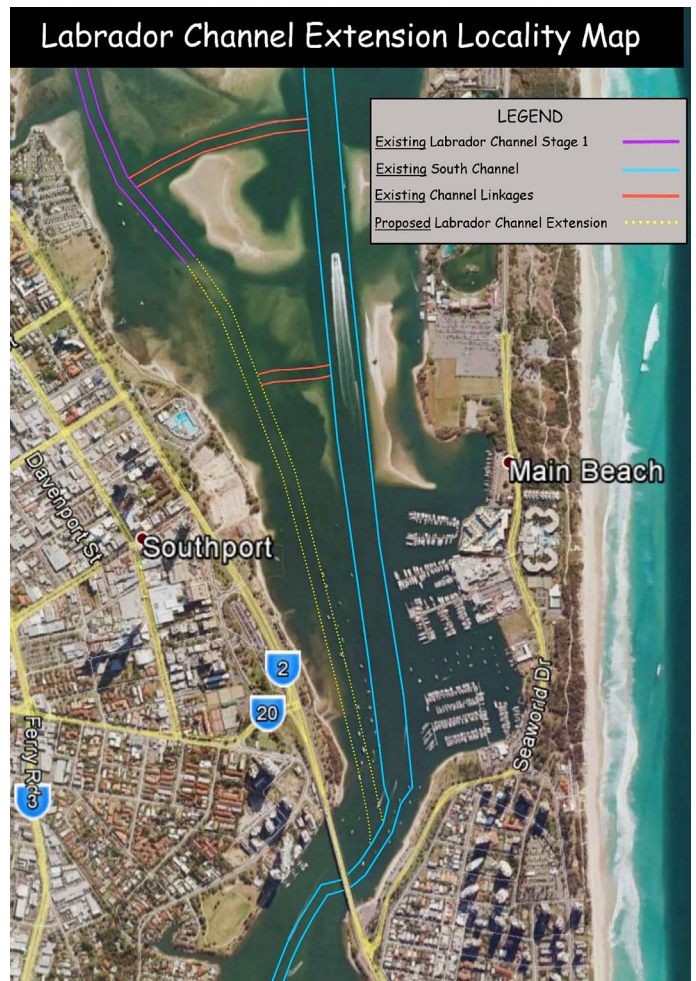 Labrador Channel Extension Locality Map
LEGEND
Existing Labrador Channel Stage 1
Existing South Channel
Existing Channel Linkages
Proposed Labrador Channel Extension
Main Beach
Davenport St
Southport
2
20
Seaworld Dr
Ferry Rd
3